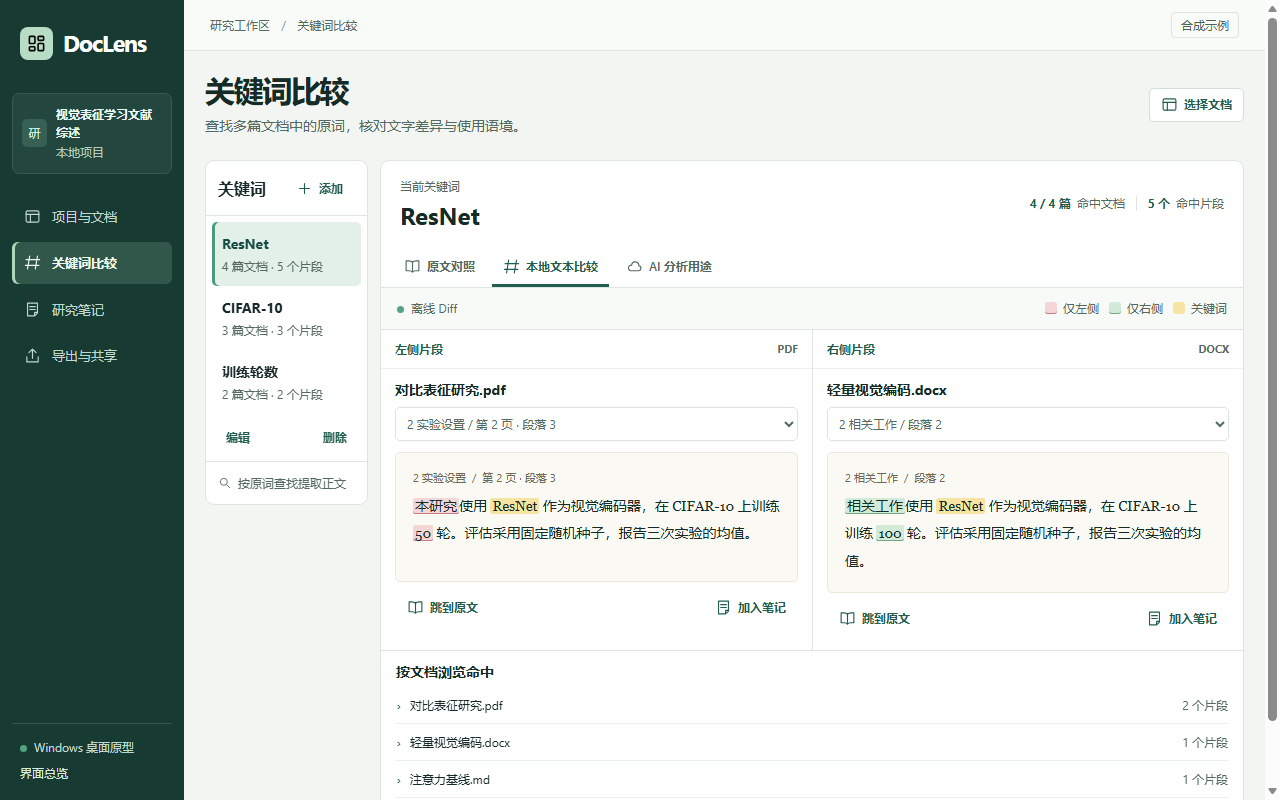 DocLens
研
视觉表征学习文献
综述
本地项目
项目与文档
关键词比较
研究笔记
导出与共享
Windows 桌面原型
界面总览
研究工作区 / 关键词比较
合成示例
关键词比较
查找多篇文档中的原词，核对文字差异与使用语境。
选择文档
关键词
添加
ResNet
4 篇文档 · 5 个片段
CIFAR-10
3 篇文档 · 3 个片段
训练轮数
2 篇文档 · 2 个片段
编辑 删除
按原词查找提取正文
当前关键词
ResNet
4 / 4 篇 命中文档 5 个 命中片段
原文对照 本地文本比较 AI 分析用途
离线 Diff
仅左侧 仅右侧 关键词
左侧片段 PDF
对比表征研究.pdf
2 实验设置 / 第 2 页 · 段落 3
2 实验设置 / 第 2 页 · 段落 3
本研究使用 ResNet 作为视觉编码器，在 CIFAR-10 上训练
50 轮。评估采用固定随机种子，报告三次实验的均值。
跳到原文 加入笔记
右侧片段 DOCX
轻量视觉编码.docx
2 相关工作 / 段落 2
2 相关工作 / 段落 2
相关工作使用 ResNet 作为视觉编码器，在 CIFAR-10 上
训练 100 轮。评估采用固定随机种子，报告三次实验的均
值。
跳到原文 加入笔记
按文档浏览命中
› 对比表征研究.pdf 2 个片段
› 轻量视觉编码.docx 1 个片段
› 注意力基线.md 1 个片段